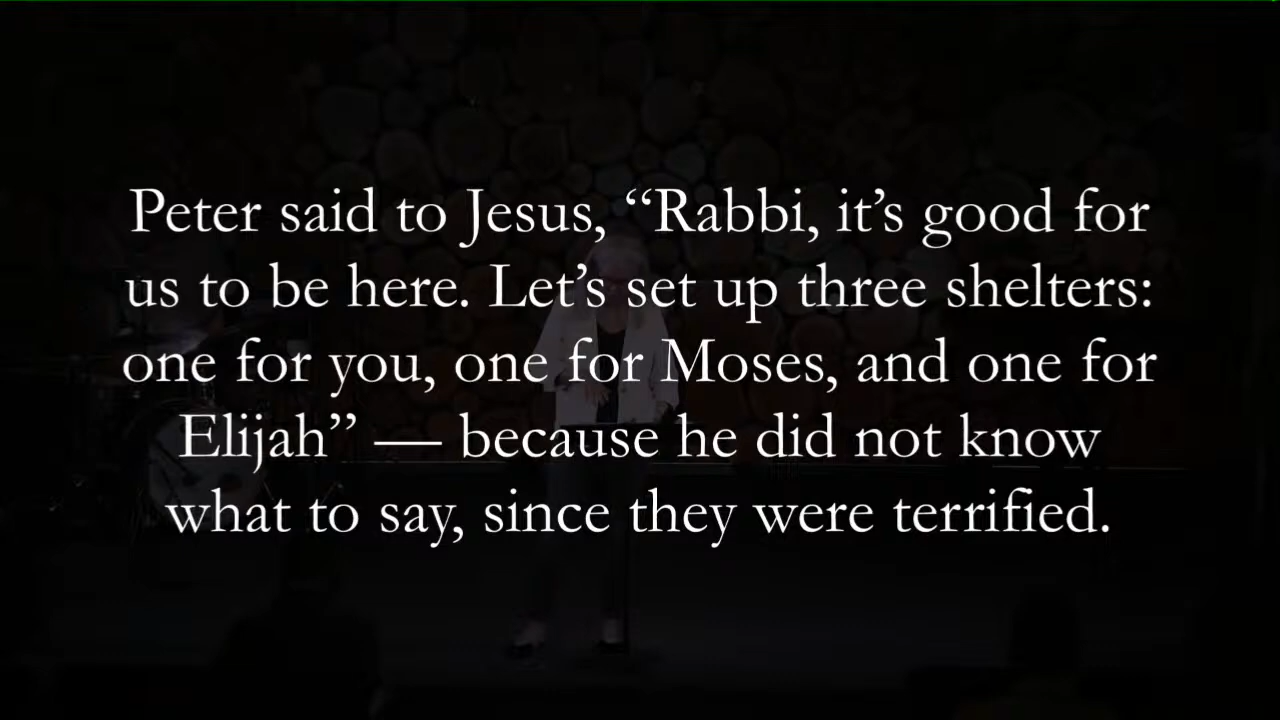 Peter said to Jesus, “Rabbi, it’s good for
us to be here. Let’s set up three shelters:
one for you, one for Moses, and one for
Elijah” — because he did not know
what to say, since they were terrified.